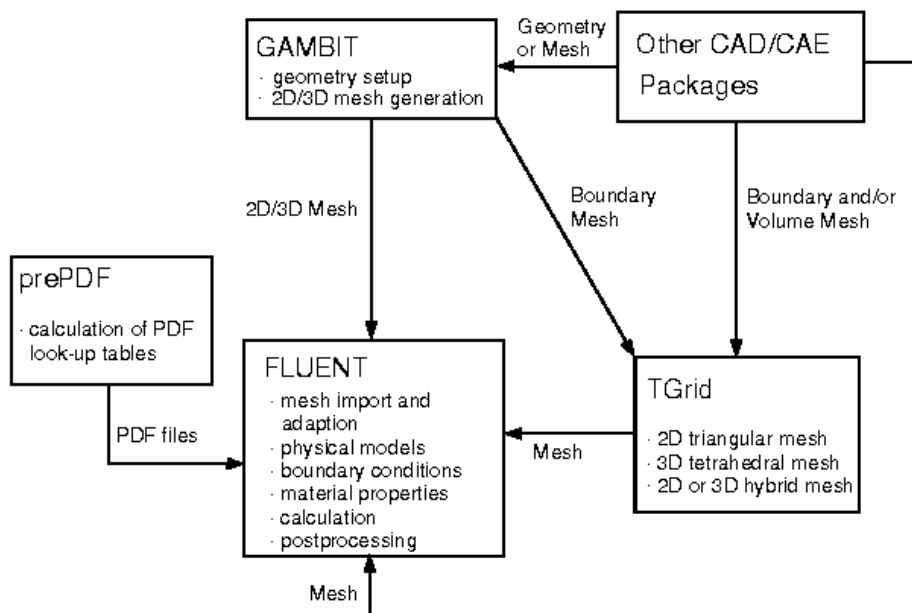 GAMBIT
· geometry setup
· 2D/3D mesh generation
Geometry
or Mesh
Other CAD/CAE
Packages
2D/3D Mesh
Boundary
Mesh
Boundary and/or
Volume Mesh
prePDF
· calculation of PDF
look-up tables
PDF files
FLUENT
· mesh import and
adaption
· physical models
· boundary conditions
· material properties
· calculation
· postprocessing
Mesh
TGrid
· 2D triangular mesh
· 3D tetrahedral mesh
· 2D or 3D hybrid mesh
Mesh